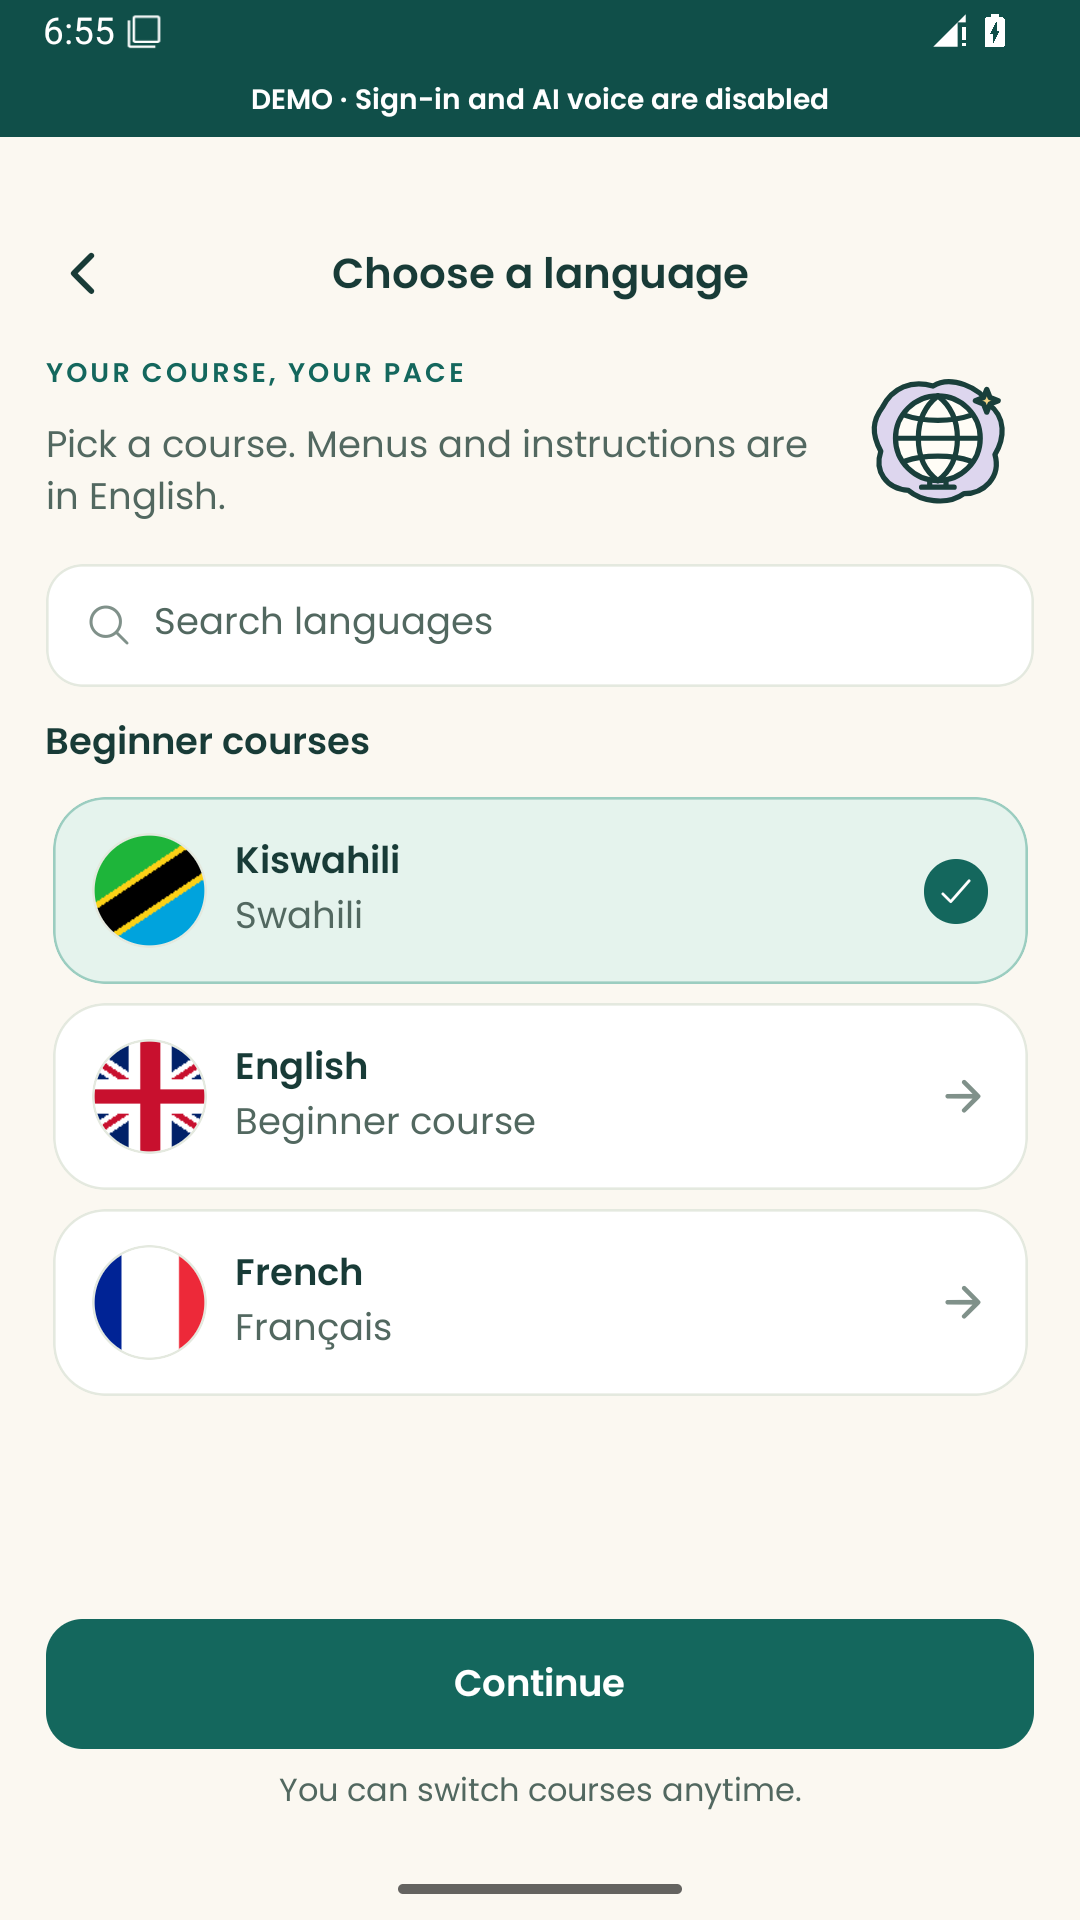 6:55
DEMO · Sign-in and AI voice are disabled
Choose a language
YOUR COURSE, YOUR PACE
Pick a course. Menus and instructions are
in English.
Search languages
Beginner courses
Kiswahili
Swahili
English
Beginner course
French
Français
Continue
You can switch courses anytime.